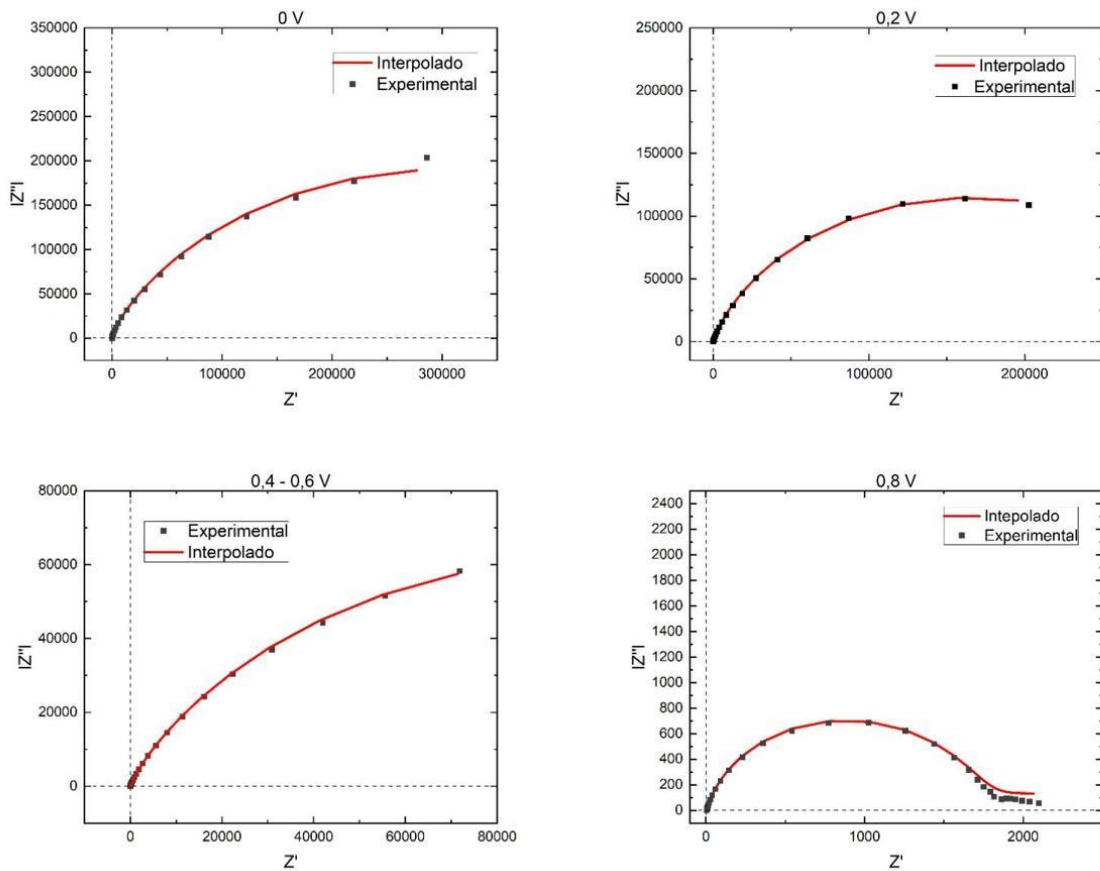 0 V
350000
300000
250000
200000
150000
100000
50000
0
|Z"|
Interpolado
Experimental
0
100000
200000
300000
Z'
0,2 V
250000
200000
150000
100000
50000
0
|Z"|
Interpolado
Experimental
0
100000
200000
Z'
0,4 - 0,6 V
80000
60000
40000
20000
0
|Z"|
Experimental
Interpolado
0
20000
40000
60000
80000
Z'
0,8 V
2400
2200
2000
1800
1600
1400
1200
1000
800
600
400
200
0
|Z"|
Intepolado
Experimental
0
1000
2000
Z'